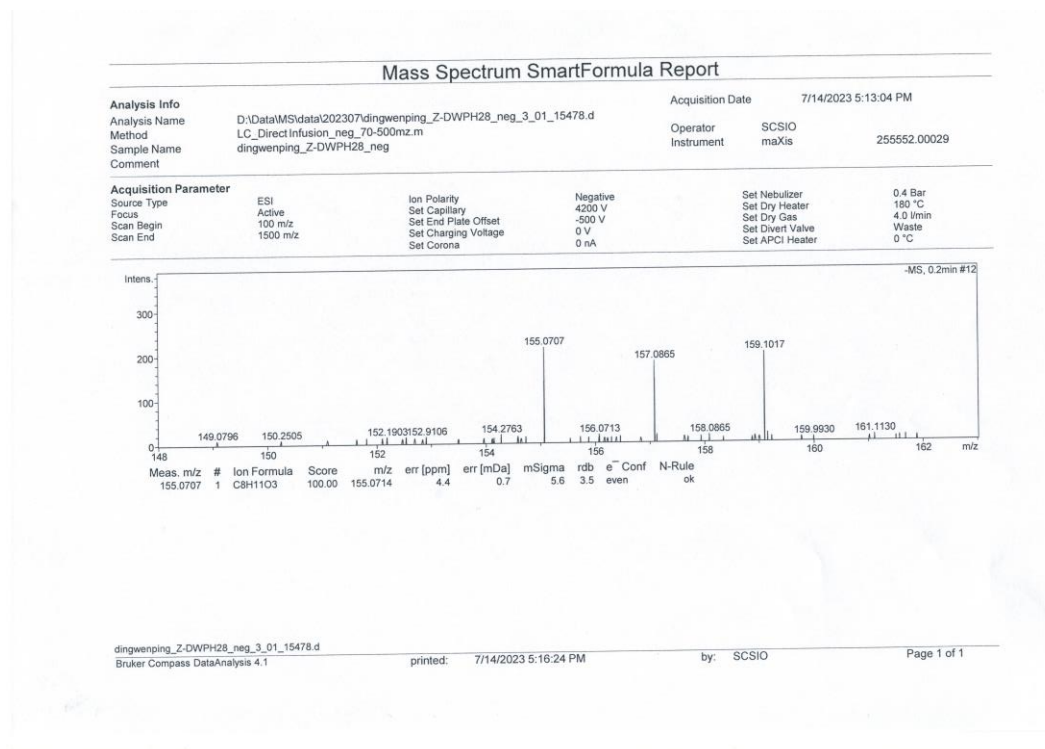 Mass Spectrum SmartFormula Report
Analysis Info Acquisition Date 7/14/2023 5:13:04 PM
Analysis Name D:\Data\MS\data\202307\dingwenping_Z-DWPH28_neg_3_01_15478.d
Method LC_Direct Infusion_neg_70-500mz.m Operator SCSIO
Sample Name dingwenping_Z-DWPH28_neg Instrument maXis 255552.00029
Comment
Acquisition Parameter
Source Type ESI Ion Polarity Negative Set Nebulizer 0.4 Bar
Focus Active Set Capillary 4200 V Set Dry Heater 180 °C
Scan Begin 100 m/z Set End Plate Offset -500 V Set Dry Gas 4.0 l/min
Scan End 1500 m/z Set Charging Voltage 0 V Set Divert Valve Waste
Set Corona 0 nA Set APCI Heater 0 °C
Intens. -MS, 0.2min #12
300
155.0707 157.0865 159.1017
200
100
149.0796 150.2505 152.1903 152.9106 154.2763 156.0713 158.0865 159.9930 161.1130
0
148 150 152 154 156 158 160 162 m/z
Meas. m/z # Ion Formula Score m/z err [ppm] err [mDa] mSigma rdb e¯ Conf N-Rule
155.0707 1 C8H11O3 100.00 155.0714 4.4 0.7 5.6 3.5 even ok
dingwenping_Z-DWPH28_neg_3_01_15478.d
Bruker Compass DataAnalysis 4.1 printed: 7/14/2023 5:16:24 PM by: SCSIO Page 1 of 1